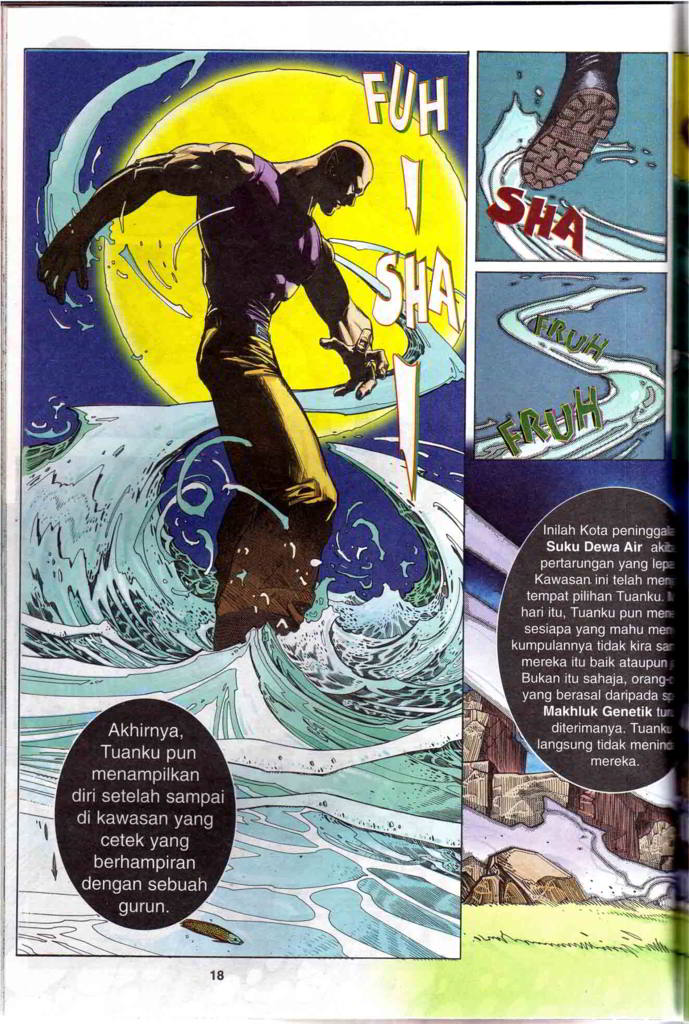 FUH
SHA
SHA
FRUH
FRUH
Akhirnya,
Tuanku pun
menampilkan
diri setelah sampai
di kawasan yang
cetek yang
berhampiran
dengan sebuah
gurun.
Inilah Kota
Suku Dewa Air
pertarungan yang
Kawasan ini telah
tempat pilihan Tuanku.
hari itu, Tuanku pun
sesiapa yang mahu
kumpulannya tidak kira
mereka itu baik ataupun
Bukan itu sahaja,
yang berasal daripada
Makhluk Genetik
diterimanya.
langsung tidak
mereka.
18